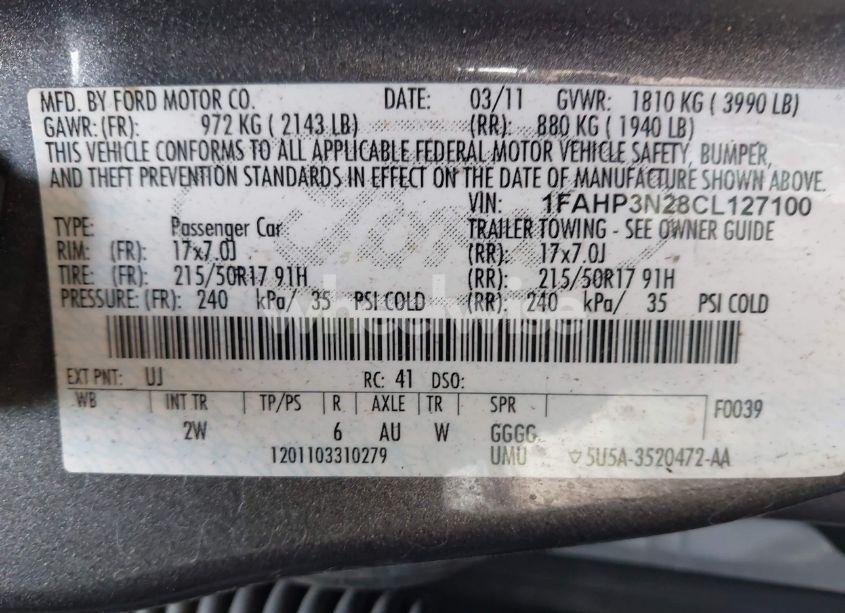 MFD. BY FORD MOTOR CO. DATE: 03/11 GVWR: 1810 KG ( 3990 LB)
GAWR: (FR): 972 KG ( 2143 LB) (RR): 880 KG ( 1940 LB)
THIS VEHICLE CONFORMS TO ALL APPLICABLE FEDERAL MOTOR VEHICLE SAFETY, BUMPER,
AND THEFT PREVENTION STANDARDS IN EFFECT ON THE DATE OF MANUFACTURE SHOWN ABOVE.
VIN: 1FAHP3N28CL127100
TYPE: Passenger Car TRAILER TOWING - SEE OWNER GUIDE
RIM: (FR): 17x7.0J (RR): 17x7.0J
TIRE: (FR): 215/50R17 91H (RR): 215/50R17 91H
PRESSURE: (FR): 240 kPa/ 35 PSI COLD (RR): 240 kPa/ 35 PSI COLD
wheelwise
EXT PNT: UJ RC: 41 DSO:
WB INT TR TP/PS R AXLE TR SPR F0039
2W 6 AU W GGGG
1201103310279 UMU 5U5A-3520472-AA